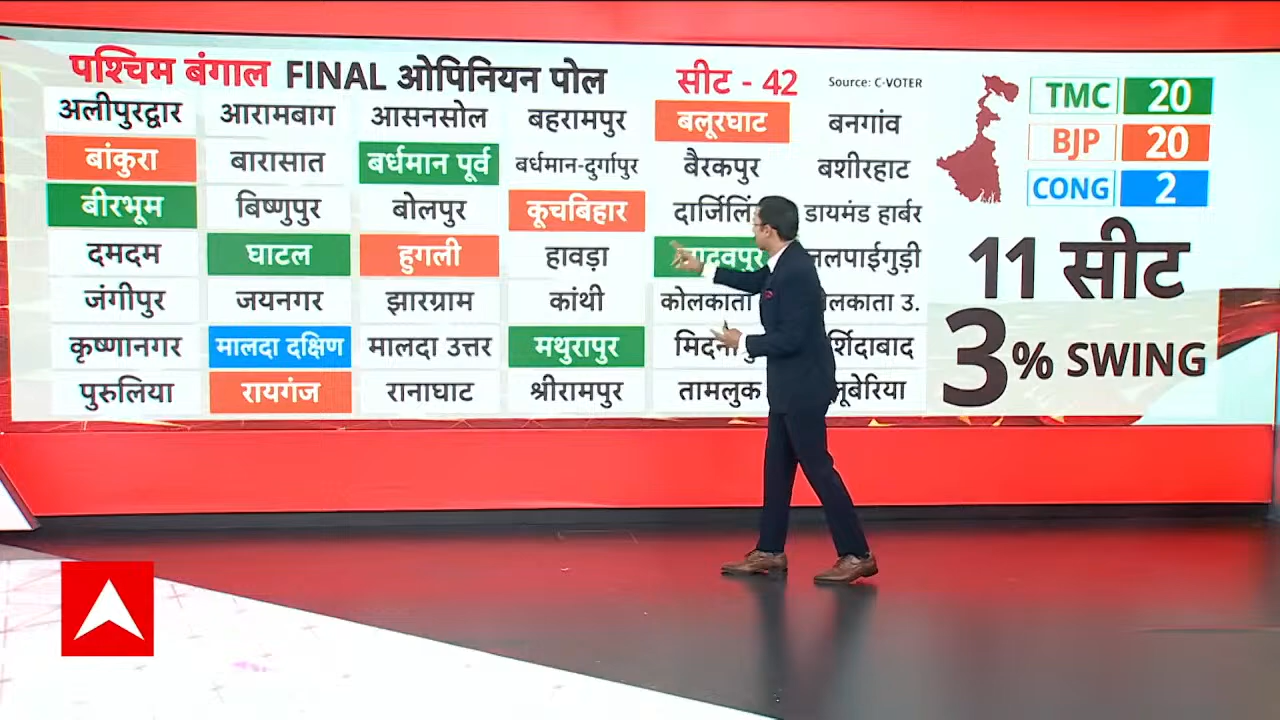 पश्चिम बंगाल FINAL ओपिनियन पोल सीट - 42 Source: C-VOTER
अलीपुरद्वार आरामबाग आसनसोल बहरामपुर बलूरघाट बनगांव
बांकुरा बारासात बर्धमान पूर्व बर्धमान-दुर्गापुर बैरकपुर बशीरहाट
बीरभूम बिष्णुपुर बोलपुर कूचबिहार डायमंड हार्बर
दमदम घाटल हुगली हावड़ा
जंगीपुर जयनगर झारग्राम कांथी कोलकाता उ.
कृष्णानगर मालदा दक्षिण मालदा उत्तर मथुरापुर
पुरुलिया रायगंज रानाघाट श्रीरामपुर तामलुक
TMC 20
BJP 20
CONG 2
11 सीट
3% SWING